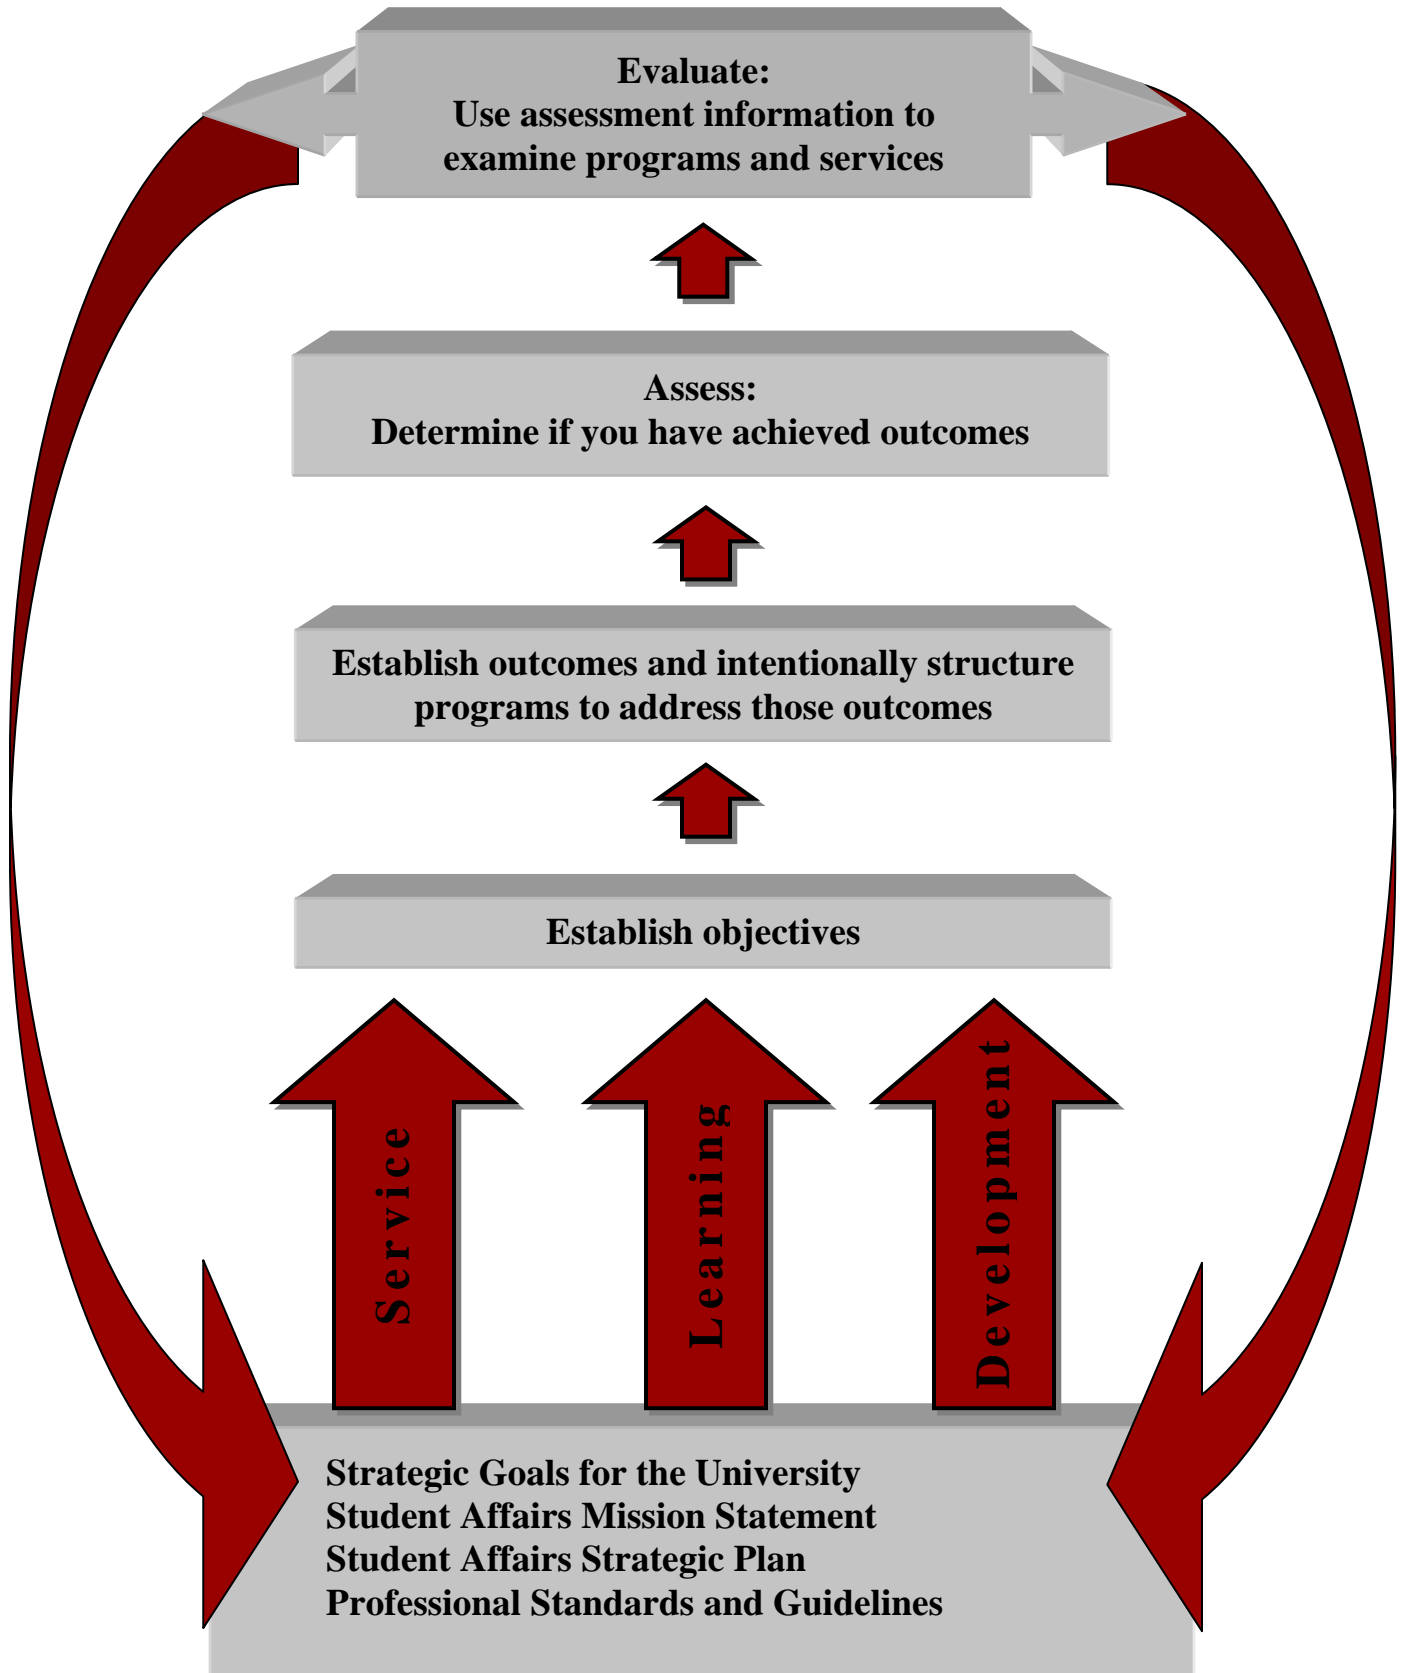 Evaluate:
Use assessment information to
examine programs and services
Assess:
Determine if you have achieved outcomes
Establish outcomes and intentionally structure
programs to address those outcomes
Establish objectives
Service
Learning
Development
Strategic Goals for the University
Student Affairs Mission Statement
Student Affairs Strategic Plan
Professional Standards and Guidelines